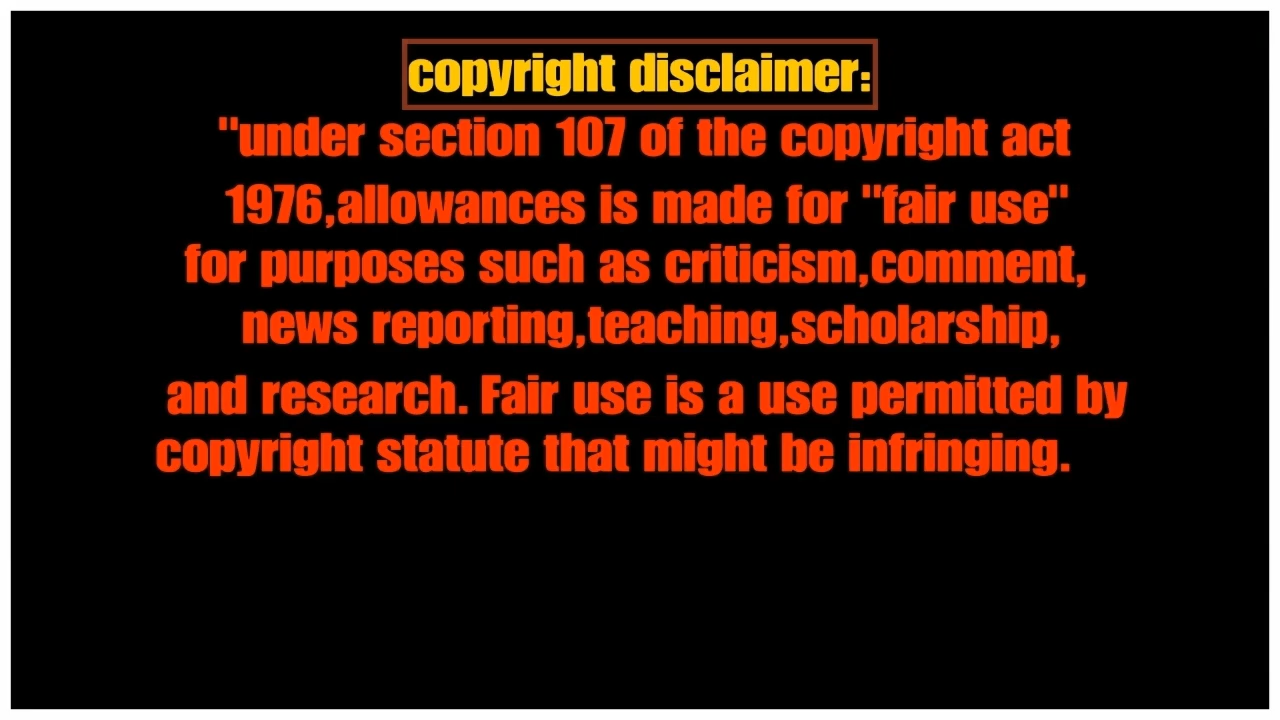 copyright disclaimer:
"under section 107 of the copyright act
1976,allowances is made for "fair use"
for purposes such as criticism,comment,
news reporting,teaching,scholarship,
and research. Fair use is a use permitted by
copyright statute that might be infringing.